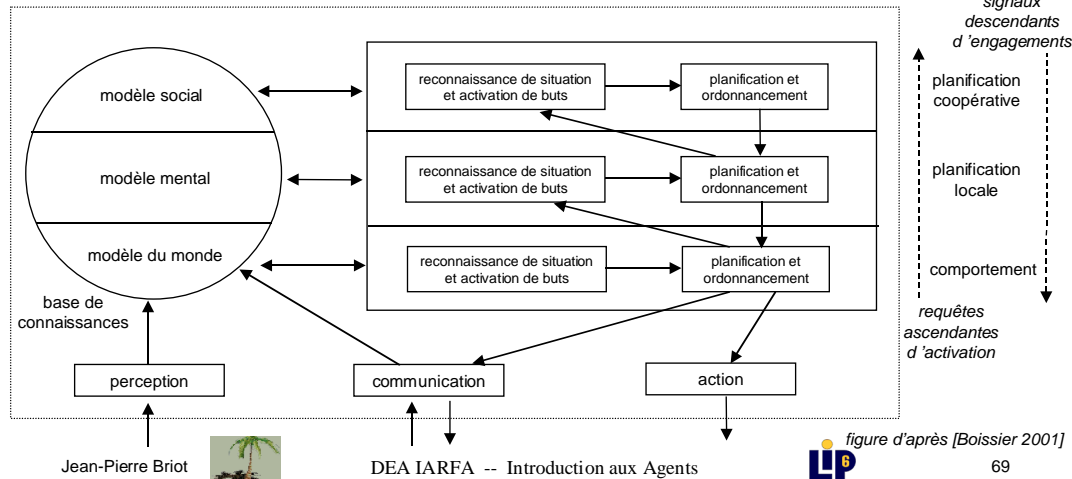 signaux
descendants
d 'engagements
modèle social
reconnaissance de situation
et activation de buts
planification et
ordonnancement
planification
coopérative
modèle mental
reconnaissance de situation
et activation de buts
planification et
ordonnancement
planification
locale
modèle du monde
reconnaissance de situation
et activation de buts
planification et
ordonnancement
comportement
base de
connaissances
requêtes
ascendantes
d 'activation
perception
communication
action
figure d'après [Boissier 2001]
Jean-Pierre Briot
DEA IARFA -- Introduction aux Agents
LiP6
69